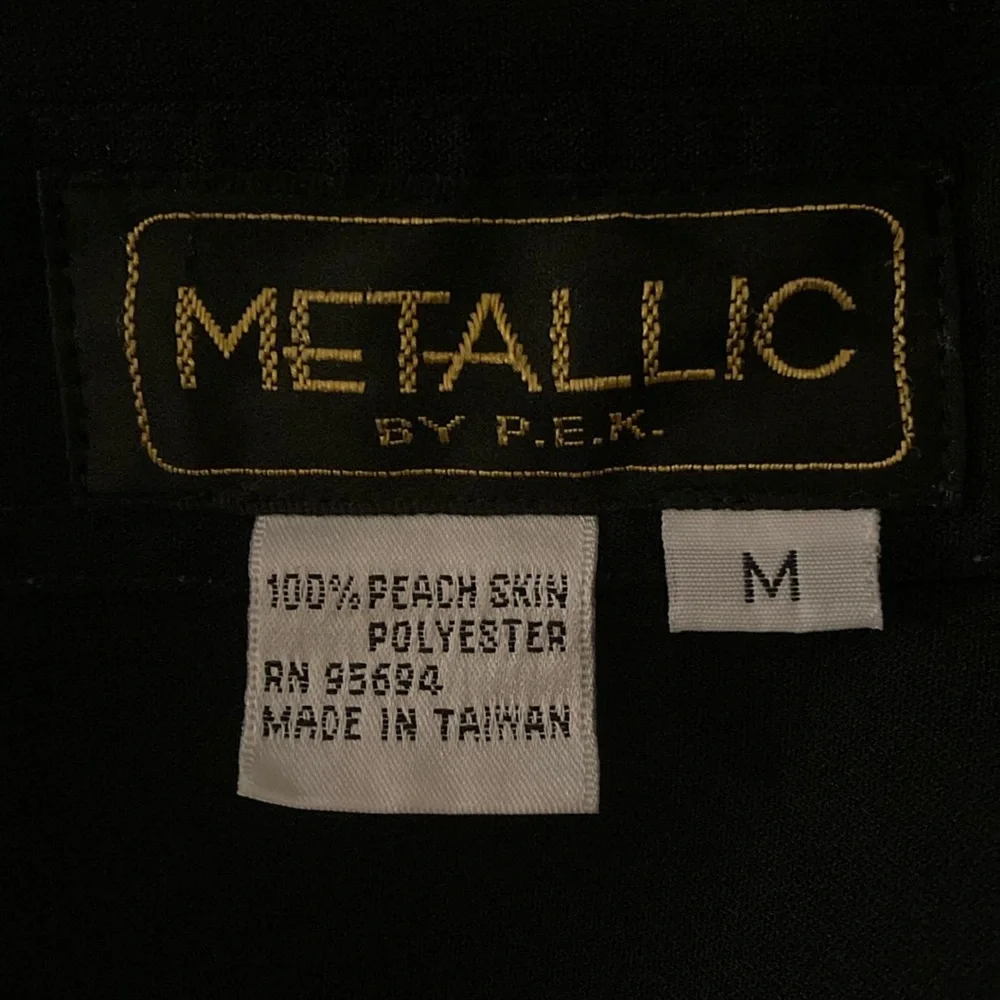 METALLIC
BY P.E.K.
100% PEACH SKIN
POLYESTER
RN 95694
MADE IN TAIWAN
M